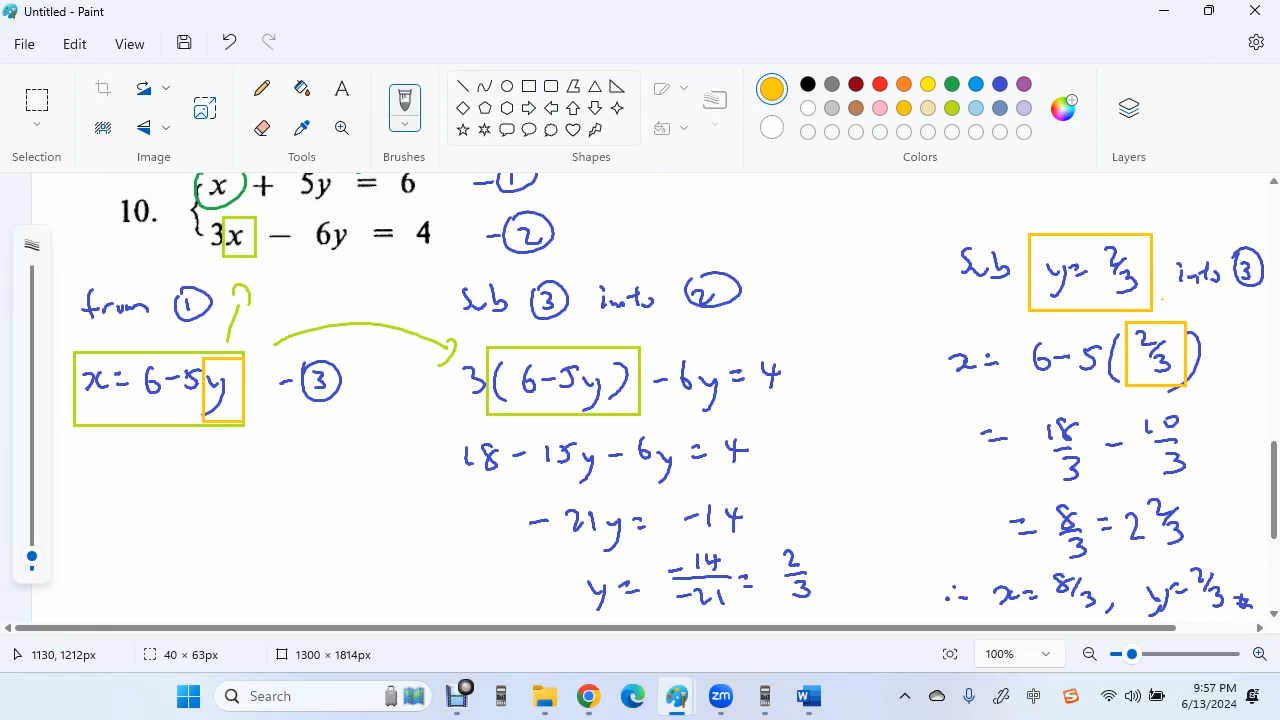 Untitled - Paint
File Edit View
Selection Image Tools Brushes Shapes Colors Layers
10. { x + 5y = 6 - ①
3x - 6y = 4 - ②
from ①
x = 6 - 5y - ③
Sub ③ into ②
3(6-5y) - 6y = 4
18 - 15y - 6y = 4
- 21y = -14
y = -14/-21 = 2/3
Sub y = 2/3 into ③
x = 6 - 5(2/3)
= 18/3 - 10/3
= 8/3 = 2 2/3
∴ x = 8/3, y = 2/3
1130, 1212px 40 × 63px 1300 × 1814px 100%
Search 中 S zm W 9:57 PM
6/13/2024